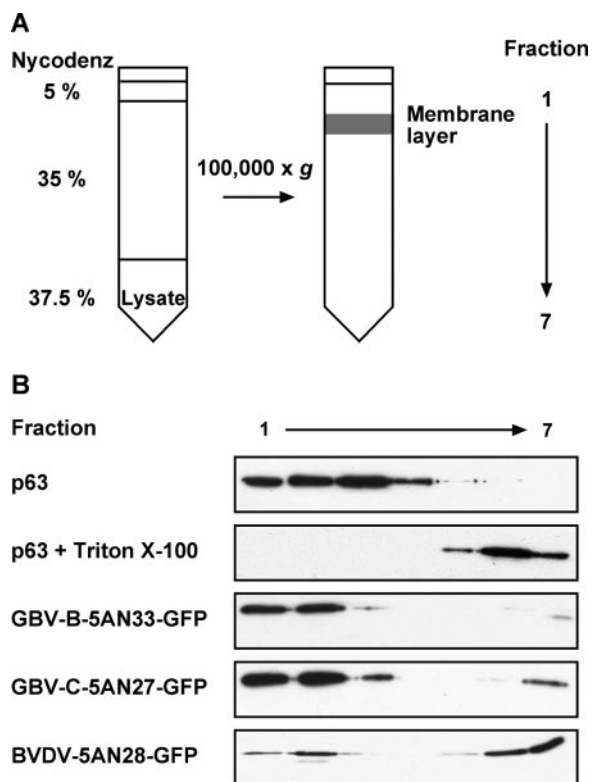 A
Nycodenz
5 %
35 %
37.5 %
Lysate
100,000 x g
Membrane
layer
Fraction
1
7
B
Fraction
1
7
p63
p63 + Triton X-100
GBV-B-5AN33-GFP
GBV-C-5AN27-GFP
BVDV-5AN28-GFP